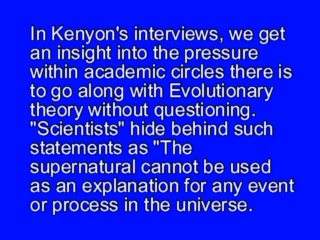 In Kenyon's interviews, we get
an insight into the pressure
within academic circles there is
to go along with Evolutionary
theory without questioning.
"Scientists" hide behind such
statements as "The
supernatural cannot be used
as an explanation for any event
or process in the universe.